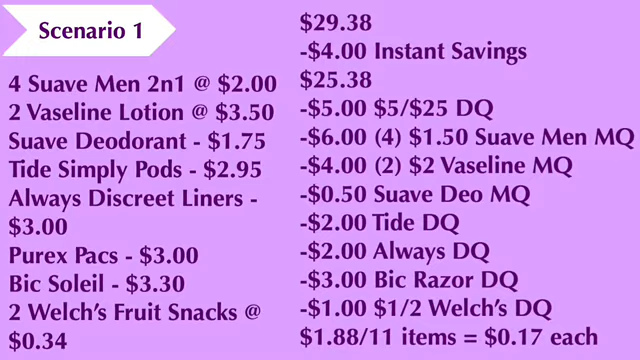 Scenario 1
4 Suave Men 2n1 @ $2.00
2 Vaseline Lotion @ $3.50
Suave Deodorant - $1.75
Tide Simply Pods - $2.95
Always Discreet Liners -
$3.00
Purex Pacs - $3.00
Bic Soleil - $3.30
2 Welch's Fruit Snacks @
$0.34
$29.38
-$4.00 Instant Savings
$25.38
-$5.00 $5/$25 DQ
-$6.00 (4) $1.50 Suave Men MQ
-$4.00 (2) $2 Vaseline MQ
-$0.50 Suave Deo MQ
-$2.00 Tide DQ
-$2.00 Always DQ
-$3.00 Bic Razor DQ
-$1.00 $1/2 Welch's DQ
$1.88/11 items = $0.17 each